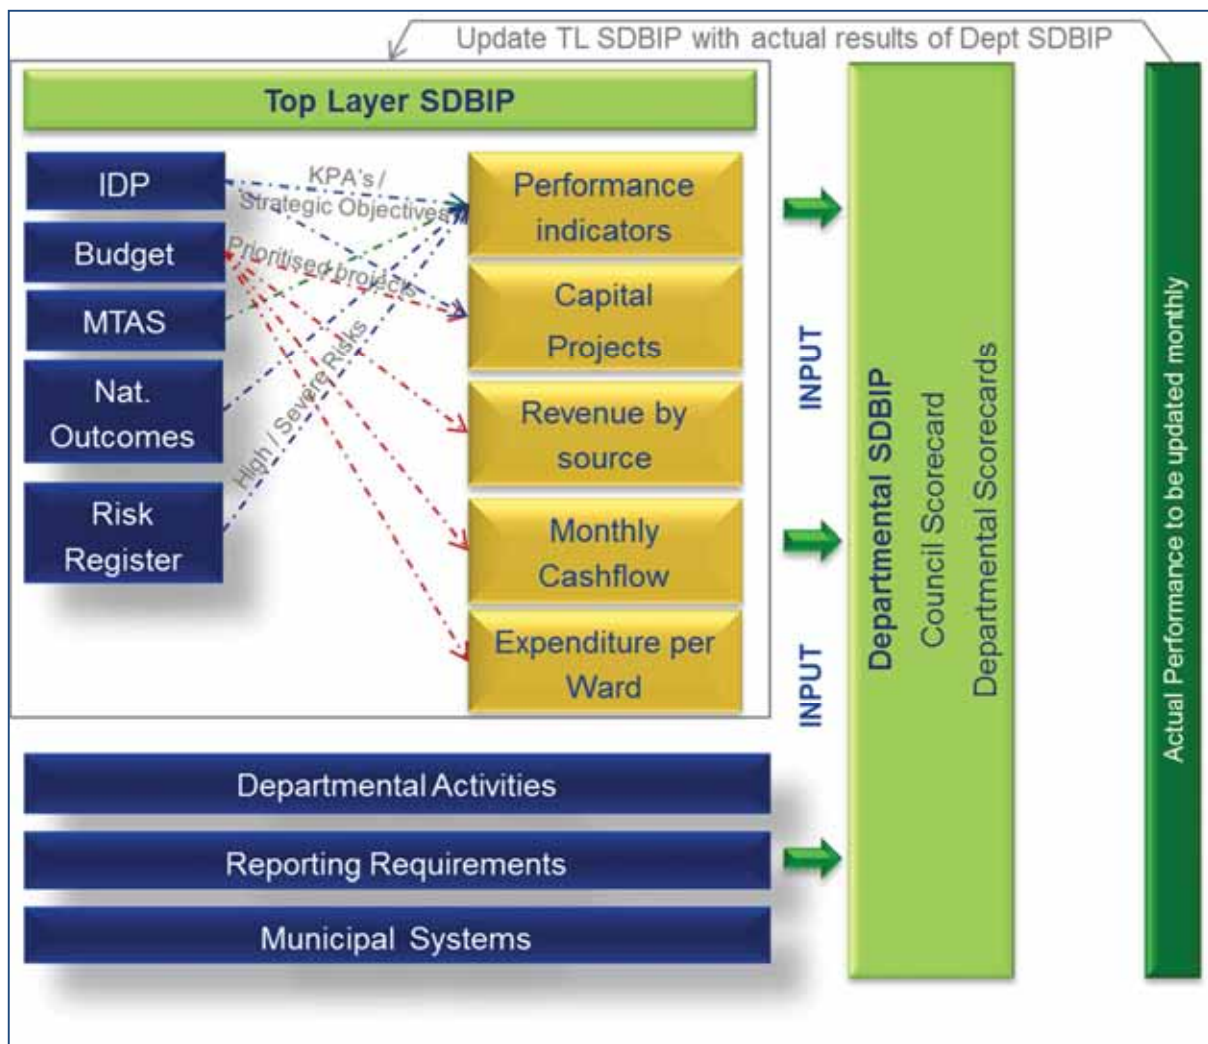 Update TL SDBIP with actual results of Dept SDBIP
Top Layer SDBIP
IDP
Budget
MTAS
Nat.
Outcomes
Risk
Register
KPA's /
Strategic Objectives
Prioritised projects
High / Severe Risks
Performance
indicators
Capital
Projects
Revenue by
source
Monthly
Cashflow
Expenditure per
Ward
INPUT
INPUT
Departmental SDBIP
Council Scorecard
Departmental Scorecards
Actual Performance to be updated monthly
Departmental Activities
Reporting Requirements
Municipal Systems